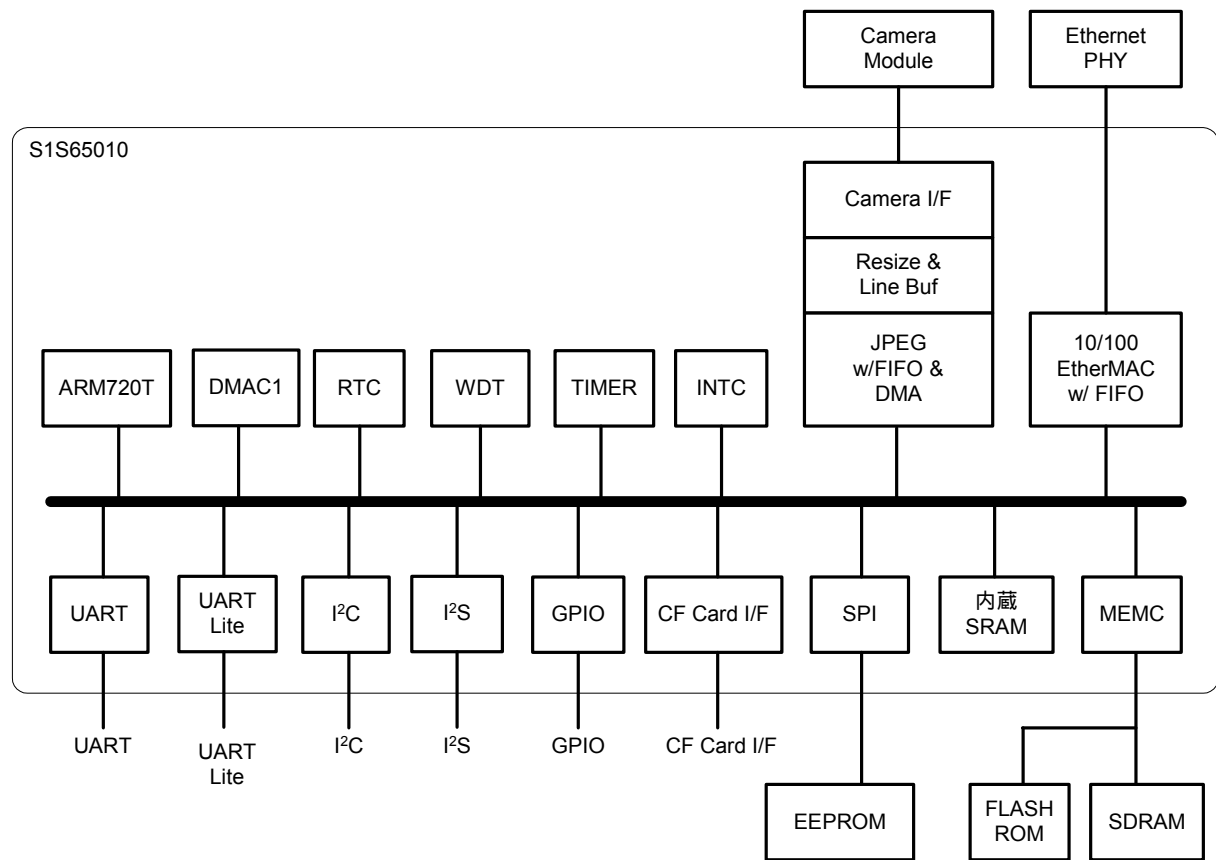 Camera
Module
Ethernet
PHY
S1S65010
Camera I/F
Resize &
Line Buf
JPEG
w/FIFO &
DMA
10/100
EtherMAC
w/ FIFO
ARM720T
DMAC1
RTC
WDT
TIMER
INTC
UART
UART
Lite
I²C
I²S
GPIO
CF Card I/F
SPI
内蔵
SRAM
MEMC
UART
UART
Lite
I²C
I²S
GPIO
CF Card I/F
EEPROM
FLASH
ROM
SDRAM